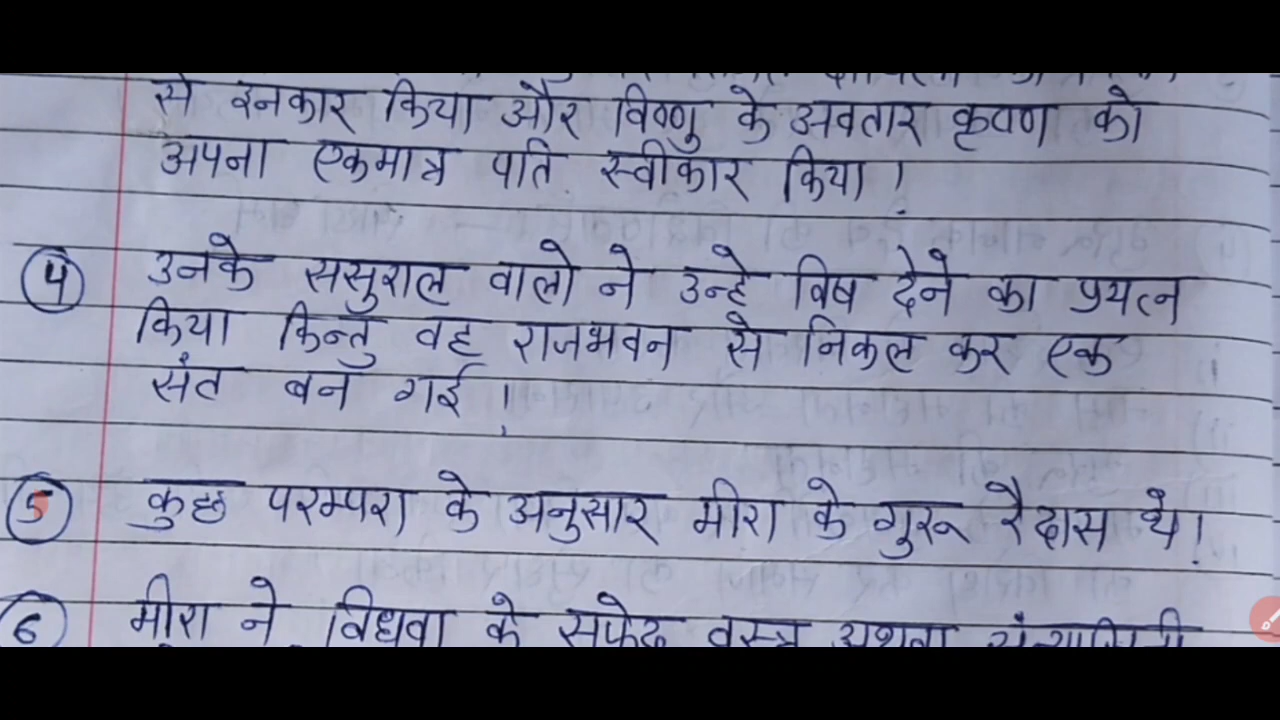 से इनकार किया और विष्णु के अवतार कृष्ण को
अपना एकमात्र पति स्वीकार किया।
④ उनके ससुराल वालो ने उन्हे विष देने का प्रयत्न
किया किन्तु वह राजभवन से निकल कर एक
संत बन गई।
⑤ कुछ परम्परा के अनुसार मीरा के गुरू रैदास थे।
⑥ मीरा ने विधवा के सफेद वस्त्र अथवा